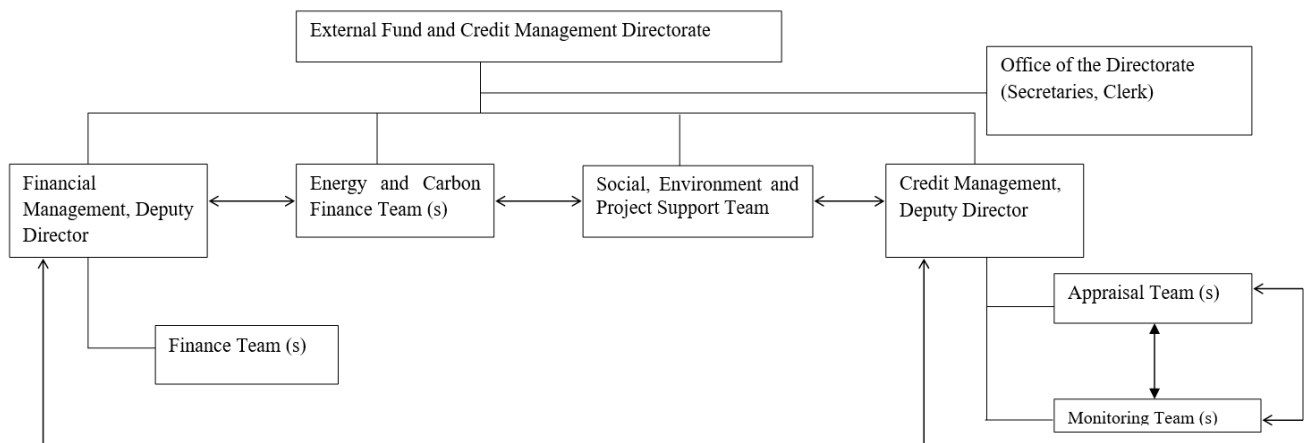 External Fund and Credit Management Directorate
Office of the Directorate
(Secretaries, Clerk)
Financial
Management, Deputy
Director
Energy and Carbon
Finance Team (s)
Social, Environment and
Project Support Team
Credit Management,
Deputy Director
Appraisal Team (s)
Finance Team (s)
Monitoring Team (s)